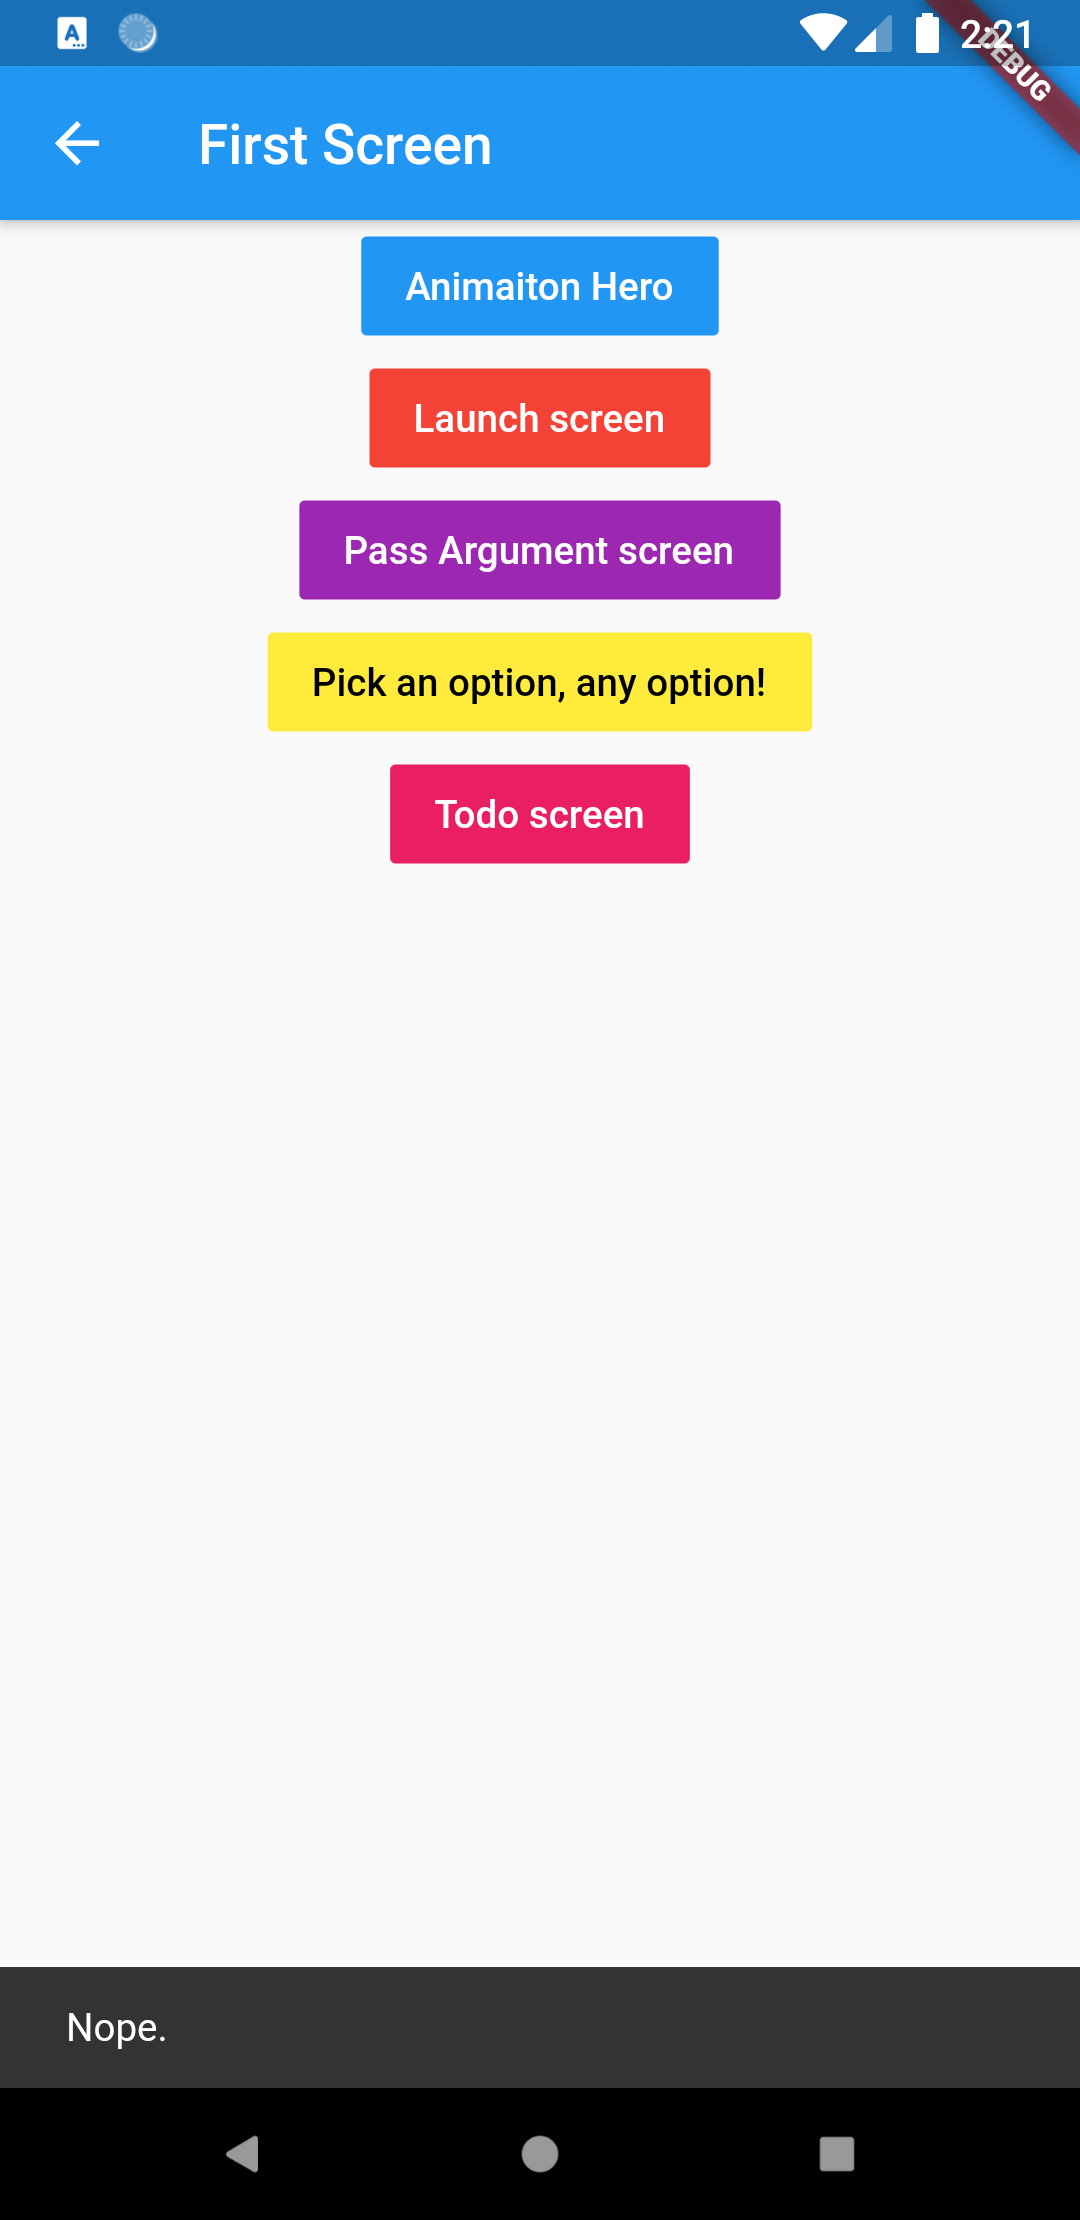 2:21
DEBUG
First Screen
Animaiton Hero
Launch screen
Pass Argument screen
Pick an option, any option!
Todo screen
Nope.